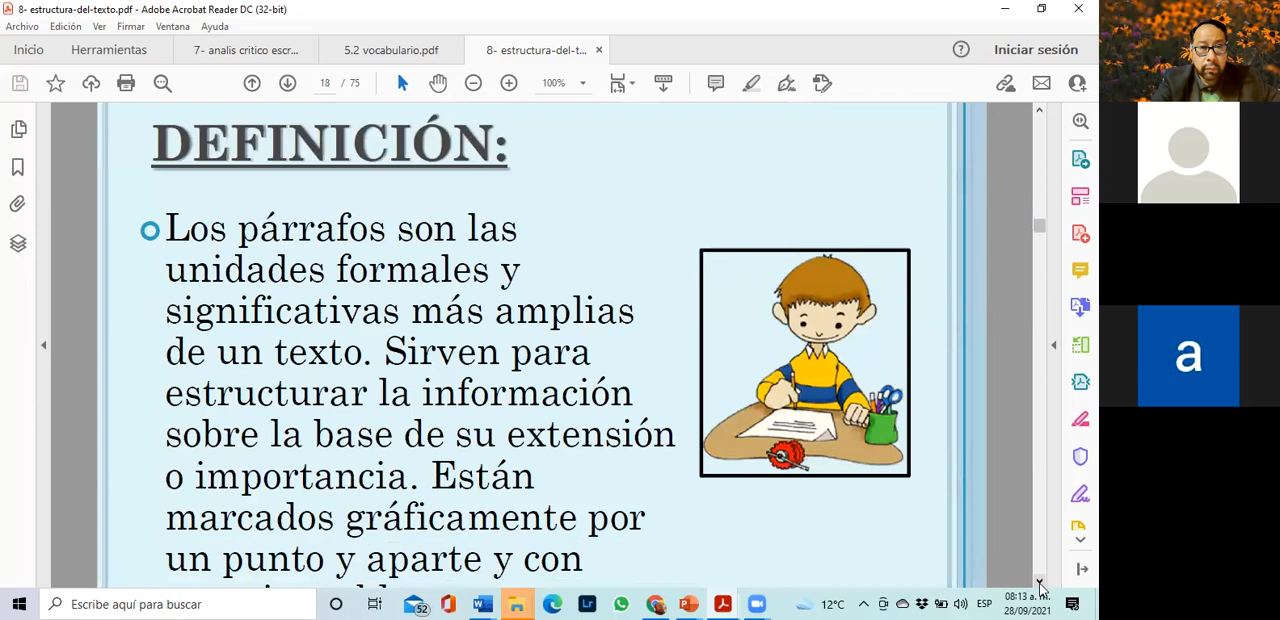 8- estructura-del-texto.pdf - Adobe Acrobat Reader DC (32-bit)
Archivo Edición Ver Firmar Ventana Ayuda
Inicio Herramientas 7- analis critico escr... 5.2 vocabulario.pdf 8- estructura-del-t... Iniciar sesión
18 / 75 100%
DEFINICIÓN:
Los párrafos son las
unidades formales y
significativas más amplias
de un texto. Sirven para
estructurar la información
sobre la base de su extensión
o importancia. Están
marcados gráficamente por
un punto y aparte y con
a
Escribe aquí para buscar
52
12°C
ESP
08:13 a. m.
28/09/2021